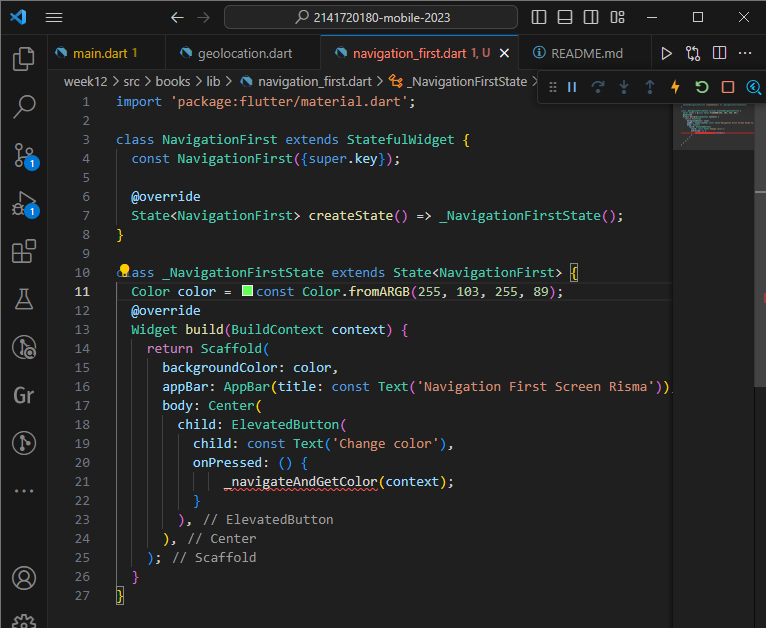 2141720180-mobile-2023
main.dart 1
geolocation.dart
navigation_first.dart 1, U
README.md
week12 > src > books > lib > navigation_first.dart > _NavigationFirstState >
1 import 'package:flutter/material.dart';
2
3 class NavigationFirst extends StatefulWidget {
4 const NavigationFirst({super.key});
5
6 @override
7 State<NavigationFirst> createState() => _NavigationFirstState();
8 }
9
10 class _NavigationFirstState extends State<NavigationFirst> {
11 Color color = const Color.fromARGB(255, 103, 255, 89);
12 @override
13 Widget build(BuildContext context) {
14 return Scaffold(
15 backgroundColor: color,
16 appBar: AppBar(title: const Text('Navigation First Screen Risma')),
17 body: Center(
18 child: ElevatedButton(
19 child: const Text('Change color'),
20 onPressed: () {
21 _navigateAndGetColor(context);
22 }
23 ), // ElevatedButton
24 ), // Center
25 ); // Scaffold
26 }
27 }
1
1
Gr